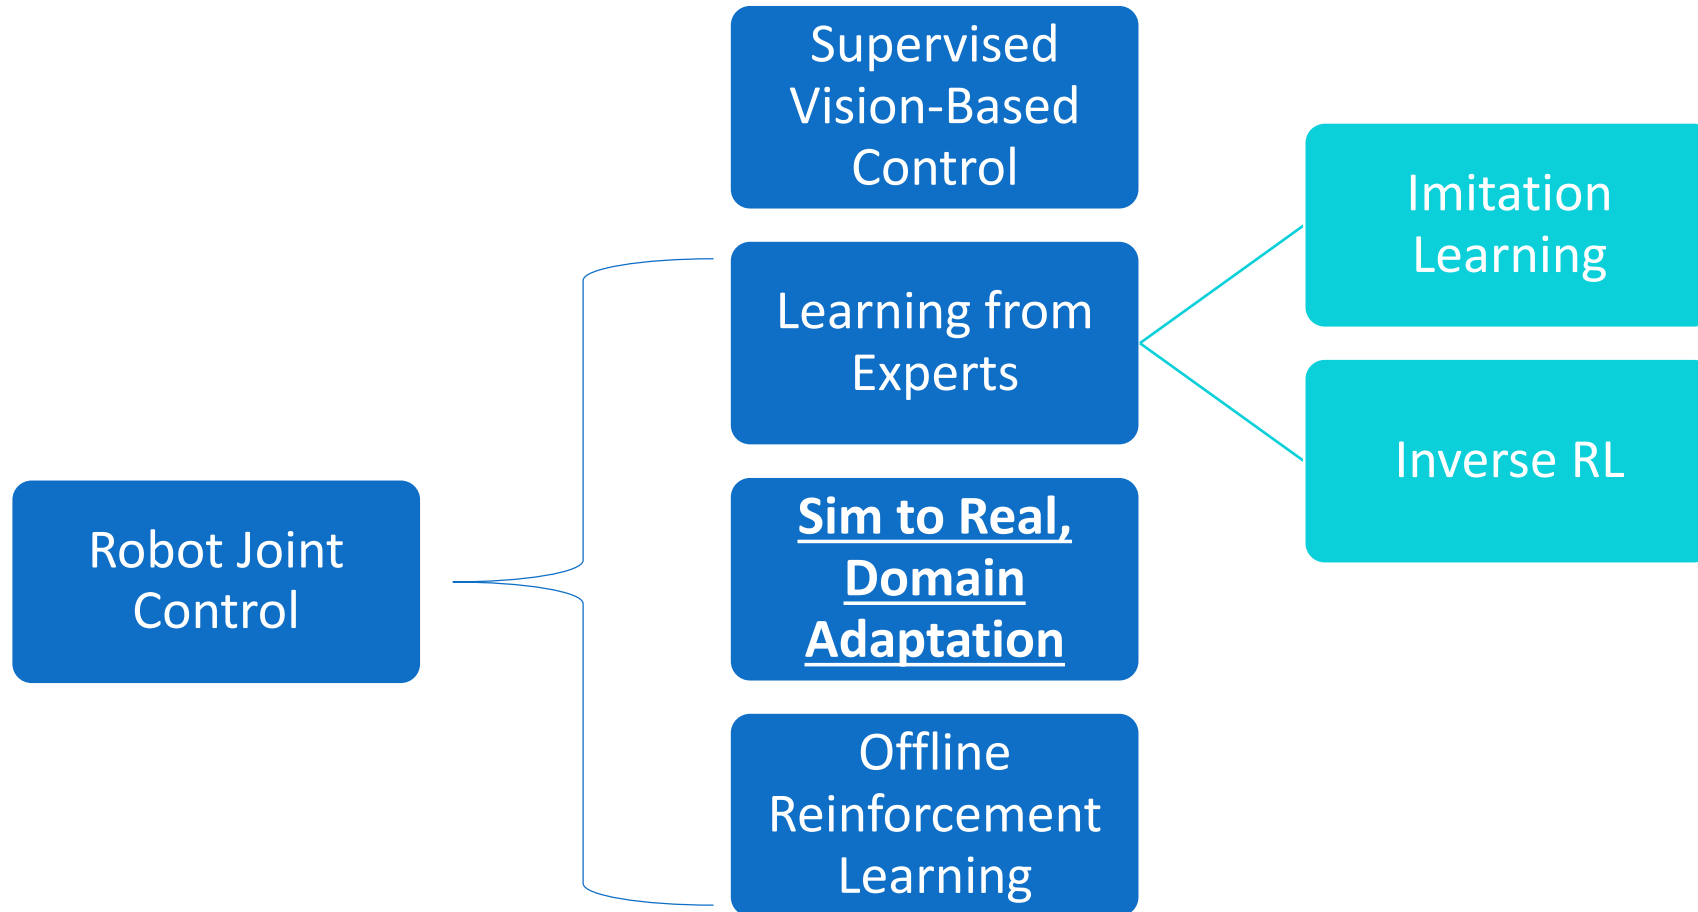 Supervised
Vision-Based
Control
Learning from
Experts
Imitation
Learning
Inverse RL
Robot Joint
Control
Sim to Real,
Domain
Adaptation
Offline
Reinforcement
Learning